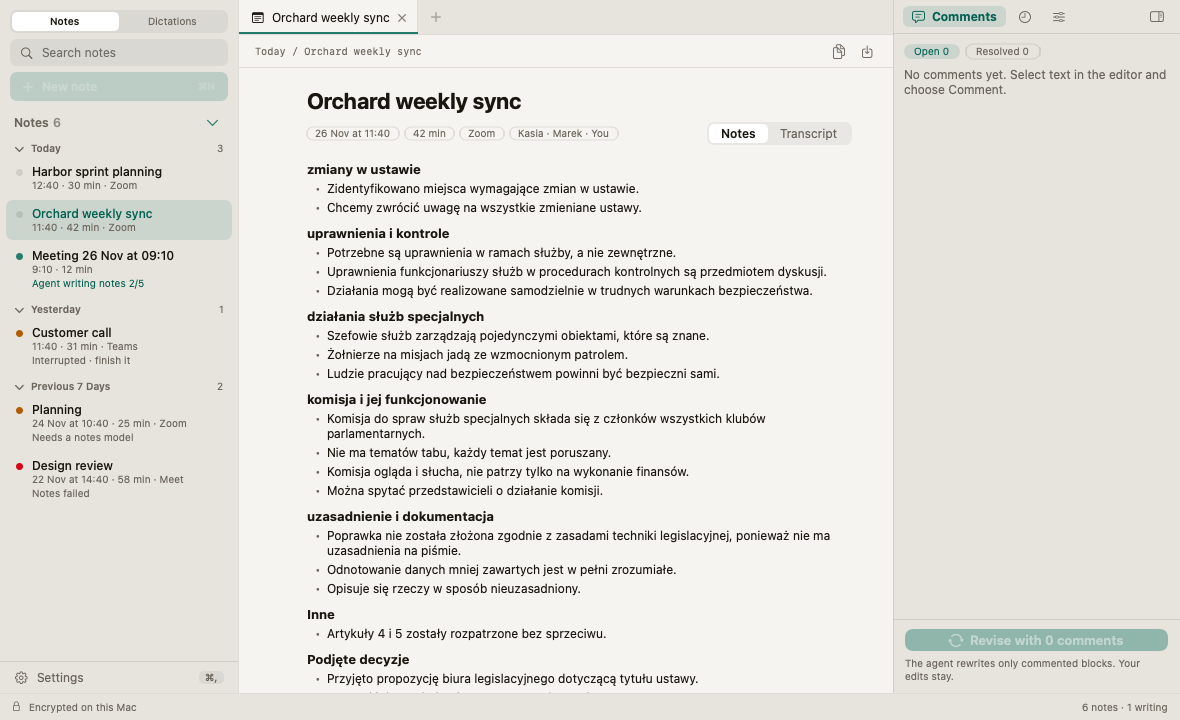 Notes
Dictations
Search notes
New note ⌘N
Notes 6
Today 3
Harbor sprint planning
12:40 · 30 min · Zoom
Orchard weekly sync
11:40 · 42 min · Zoom
Meeting 26 Nov at 09:10
9:10 · 12 min
Agent writing notes 2/5
Yesterday 1
Customer call
11:40 · 31 min · Teams
Interrupted · finish it
Previous 7 Days 2
Planning
24 Nov at 10:40 · 25 min · Zoom
Needs a notes model
Design review
22 Nov at 14:40 · 58 min · Meet
Notes failed
Settings ⌘,
Encrypted on this Mac
Orchard weekly sync
Today / Orchard weekly sync
Orchard weekly sync
26 Nov at 11:40
42 min
Zoom
Kasia · Marek · You
Notes
Transcript
zmiany w ustawie
Zidentyfikowano miejsca wymagające zmian w ustawie.
Chcemy zwrócić uwagę na wszystkie zmieniane ustawy.
uprawnienia i kontrole
Potrzebne są uprawnienia w ramach służby, a nie zewnętrzne.
Uprawnienia funkcjonariuszy służb w procedurach kontrolnych są przedmiotem dyskusji.
Działania mogą być realizowane samodzielnie w trudnych warunkach bezpieczeństwa.
działania służb specjalnych
Szefowie służb zarządzają pojedynczymi obiektami, które są znane.
Żołnierze na misjach jadą ze wzmocnionym patrolem.
Ludzie pracujący nad bezpieczeństwem powinni być bezpieczni sami.
komisja i jej funkcjonowanie
Komisja do spraw służb specjalnych składa się z członków wszystkich klubów
parlamentarnych.
Nie ma tematów tabu, każdy temat jest poruszany.
Komisja ogląda i słucha, nie patrzy tylko na wykonanie finansów.
Można spytać przedstawicieli o działanie komisji.
uzasadnienie i dokumentacja
Poprawka nie została złożona zgodnie z zasadami techniki legislacyjnej, ponieważ nie ma
uzasadnienia na piśmie.
Odnotowanie danych mniej zawartych jest w pełni zrozumiałe.
Opisuje się rzeczy w sposób nieuzasadniony.
Inne
Artykuły 4 i 5 zostały rozpatrzone bez sprzeciwu.
Podjęte decyzje
Przyjęto propozycję biura legislacyjnego dotyczącą tytułu ustawy.
Comments
Open 0
Resolved 0
No comments yet. Select text in the editor and
choose Comment.
Revise with 0 comments
The agent rewrites only commented blocks. Your
edits stay.
6 notes · 1 writing